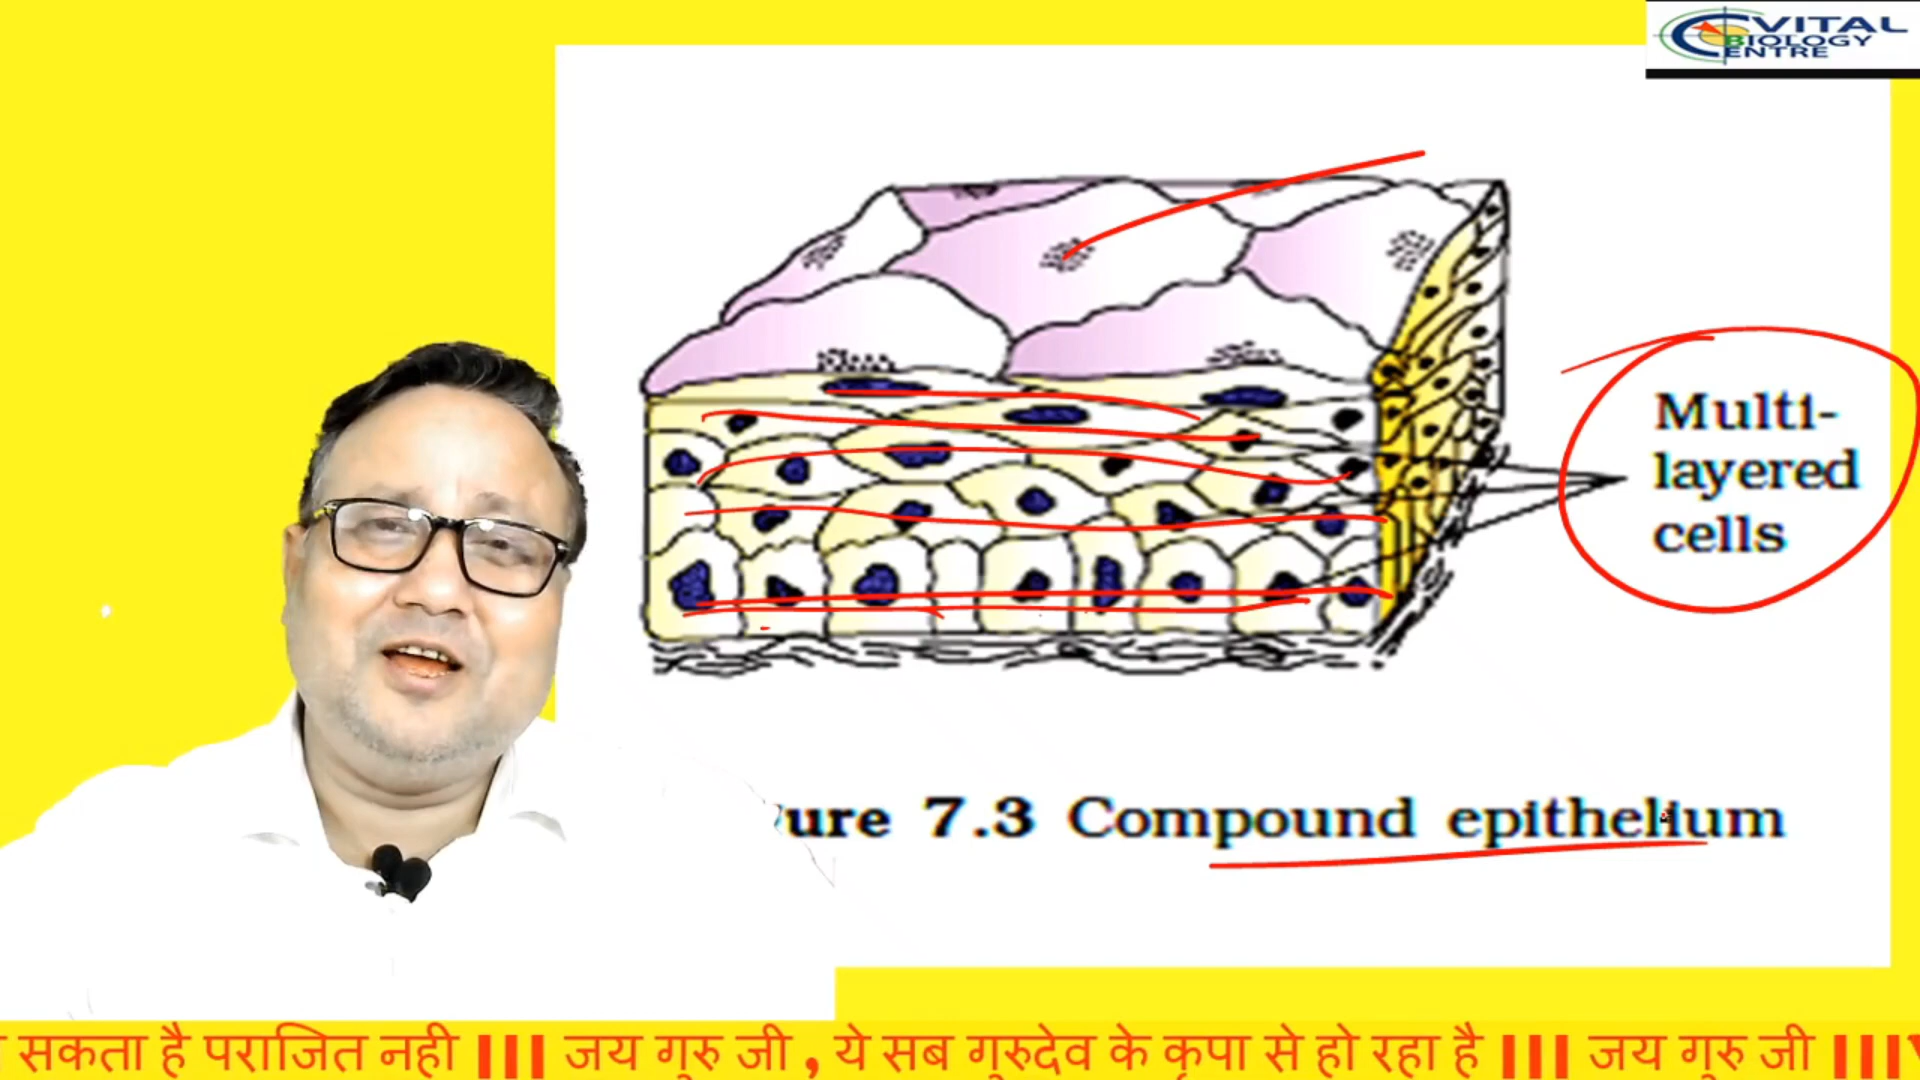 VITAL
BIOLOGY
CENTRE
Multi-
layered
cells
ure 7.3 Compound epithelium
सकता है पराजित नही ||| जय गुरु जी , ये सब गुरुदेव के कृपा से हो रहा है ||| जय गुरु जी |||